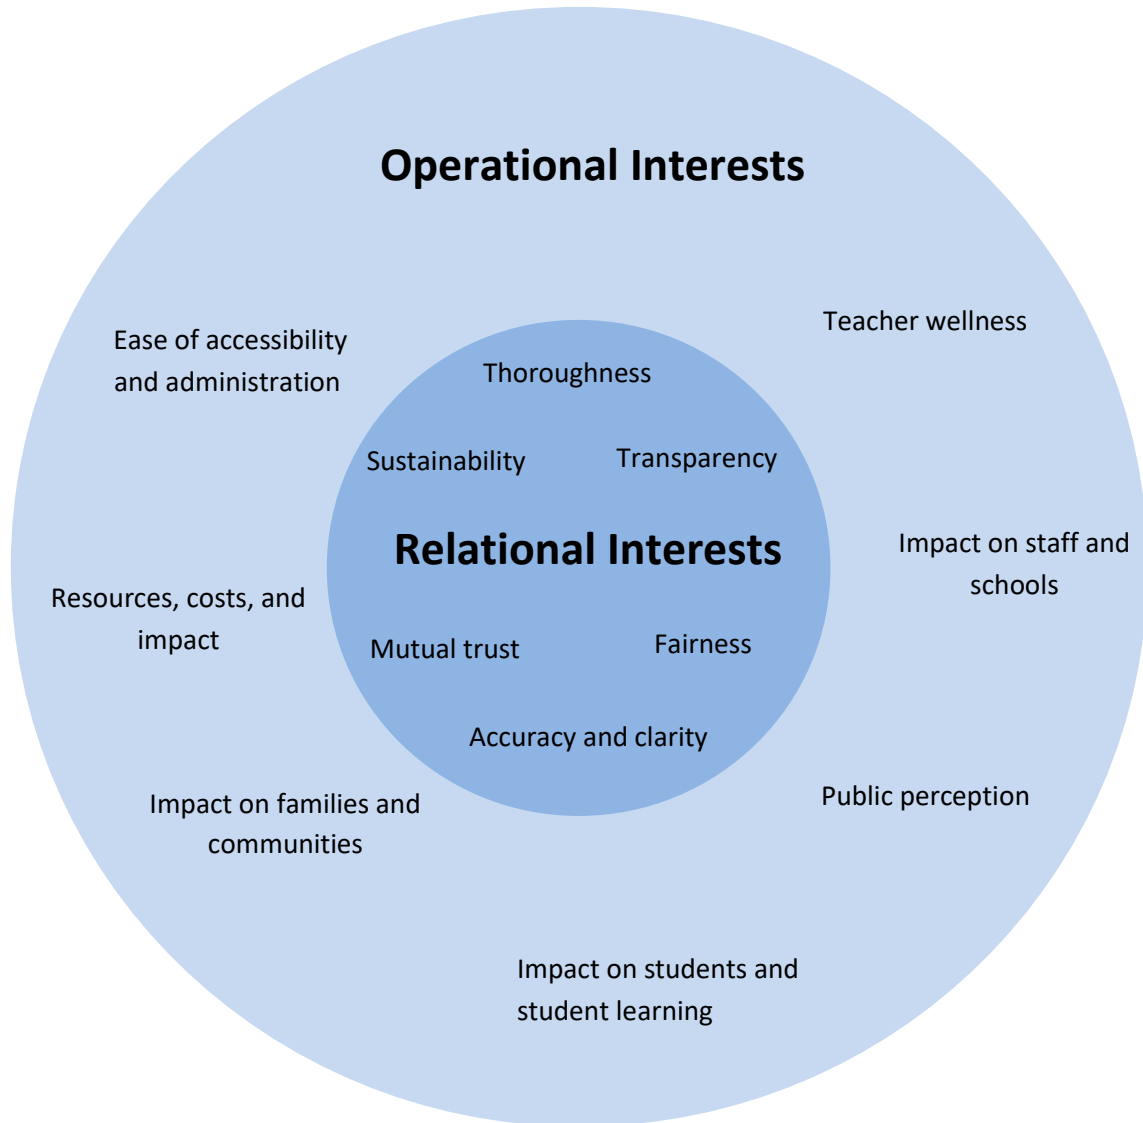 Operational Interests
Teacher wellness
Ease of accessibility
and administration
Thoroughness
Sustainability
Transparency
Relational Interests
Impact on staff and
schools
Resources, costs, and
impact
Mutual trust
Fairness
Accuracy and clarity
Impact on families and
communities
Public perception
Impact on students and
student learning